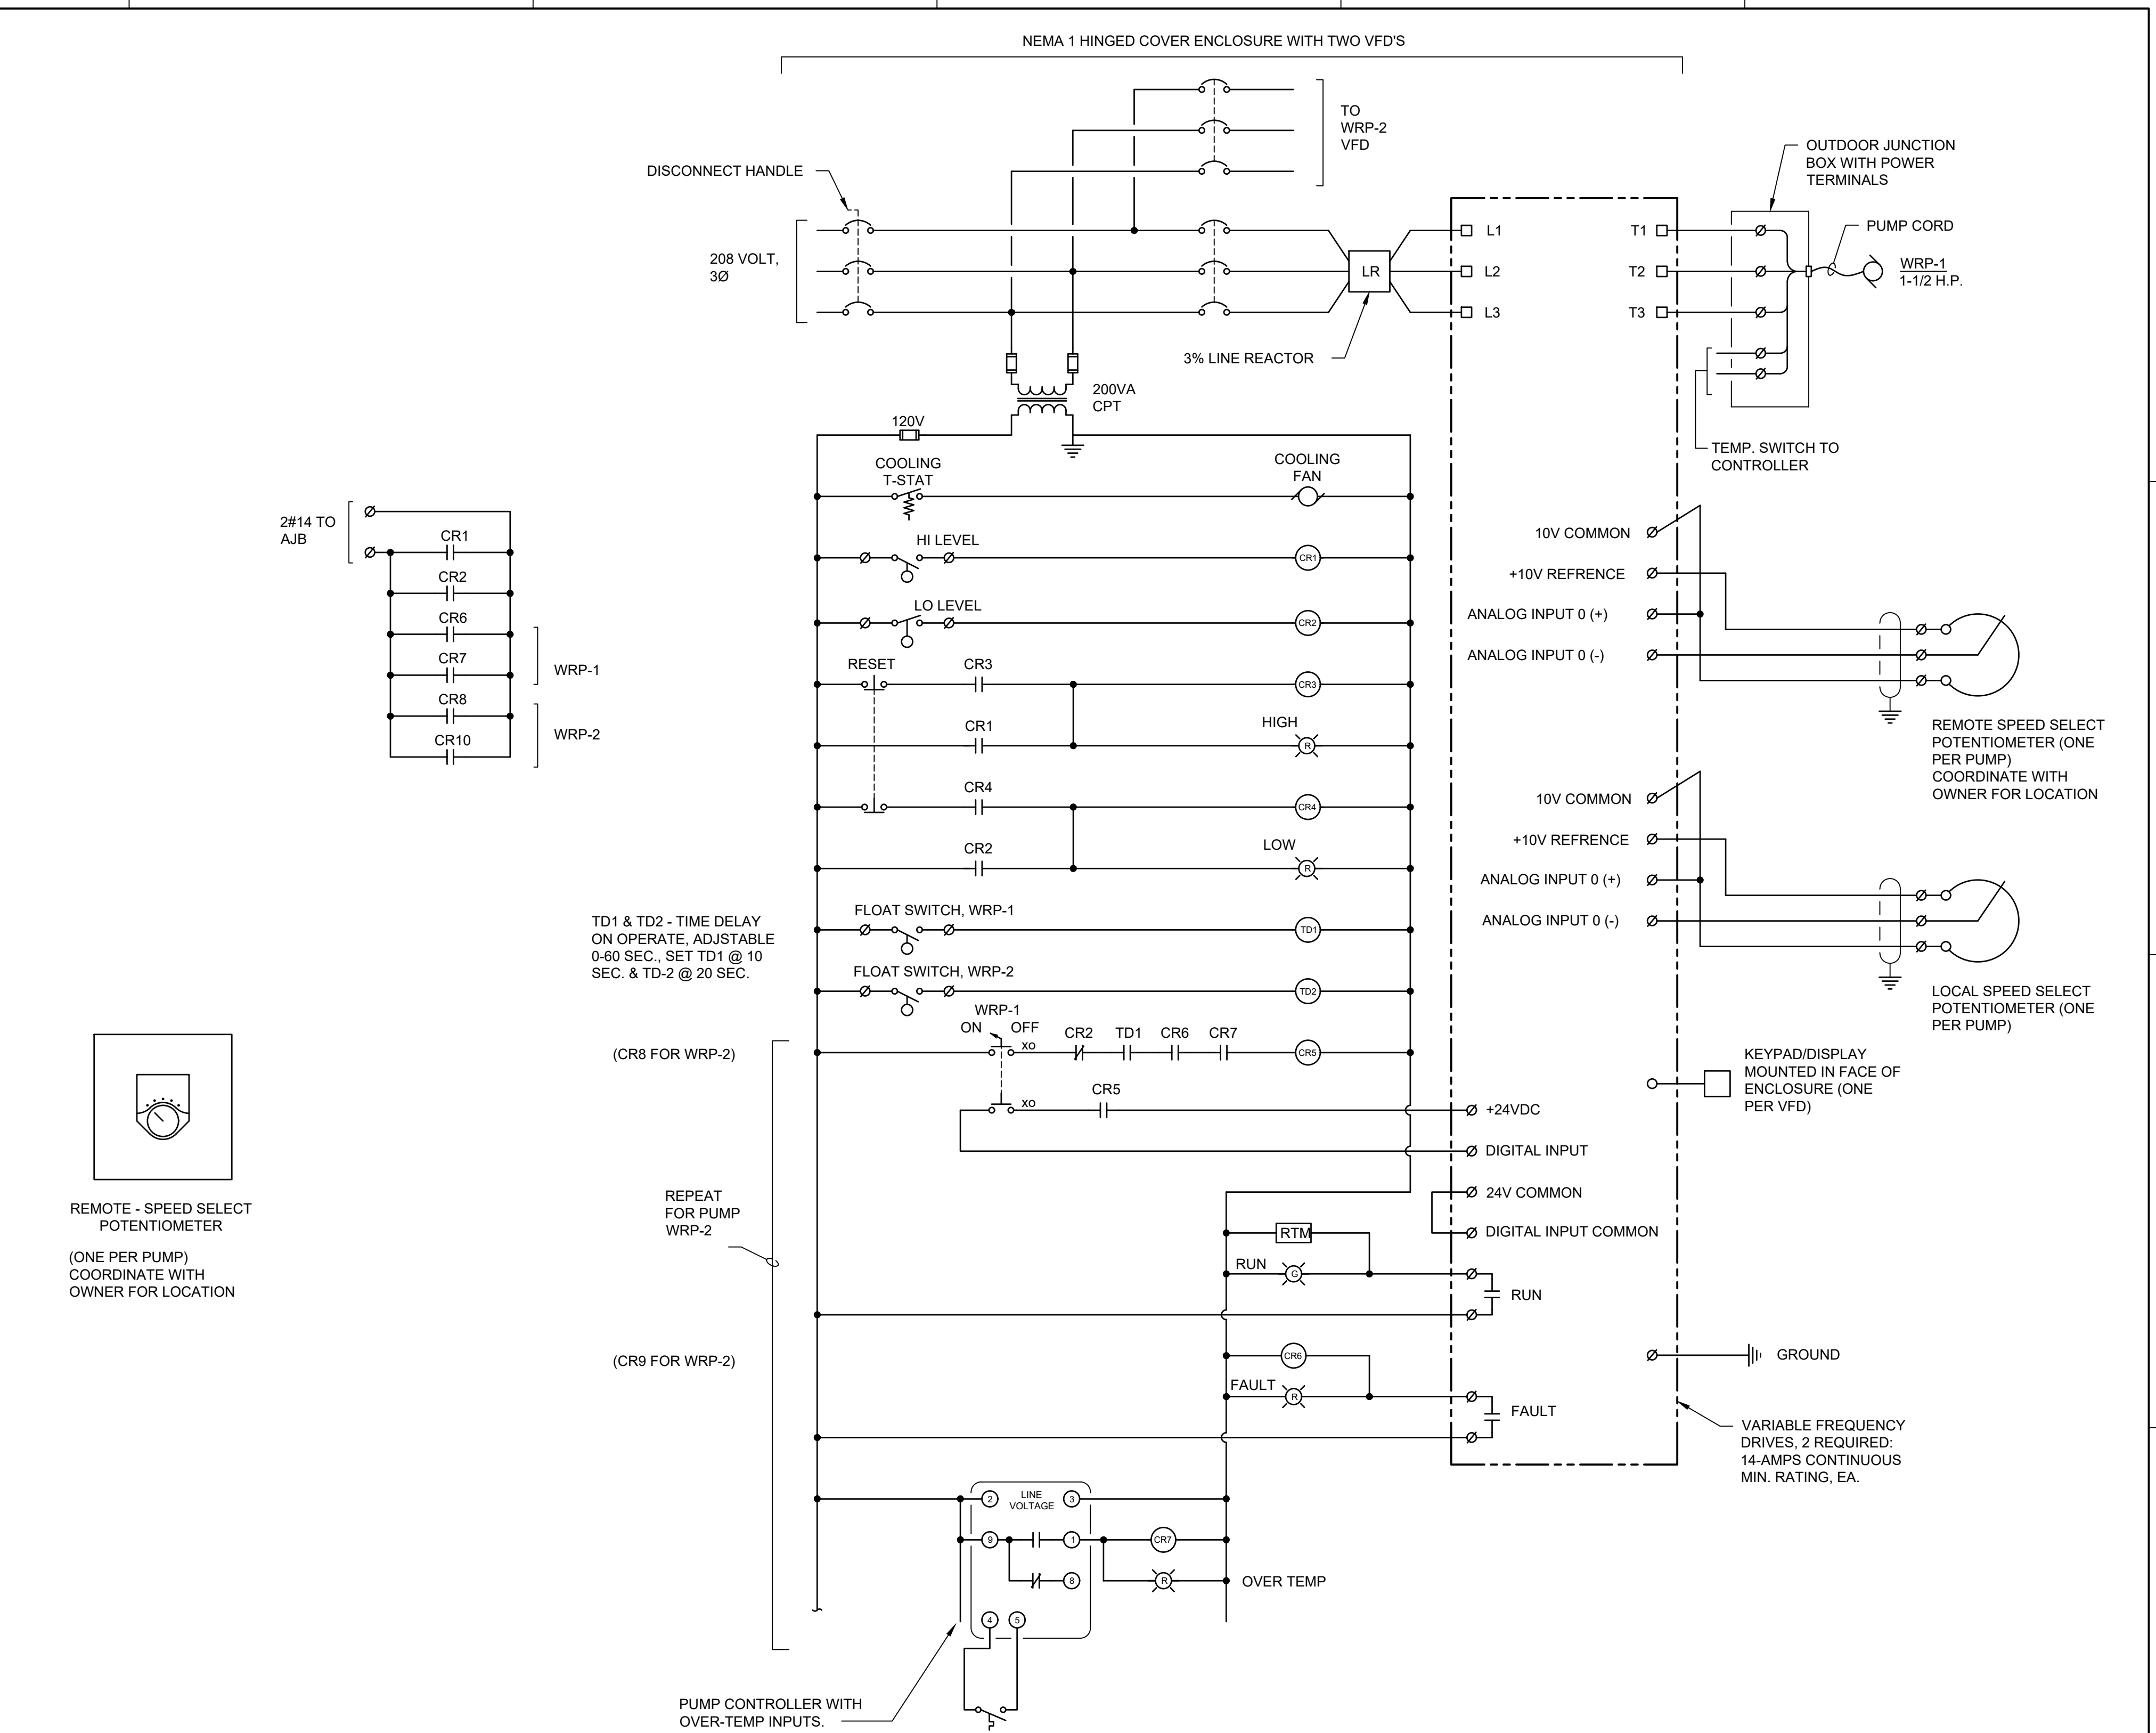 NEMA 1 HINGED COVER ENCLOSURE WITH TWO VFD'S
TO
WRP-2
VFD
DISCONNECT HANDLE
208 VOLT,
3Ø
LR
3% LINE REACTOR
L1
L2
L3
T1
T2
T3
OUTDOOR JUNCTION
BOX WITH POWER
TERMINALS
PUMP CORD
WRP-1
1-1/2 H.P.
TEMP. SWITCH TO
CONTROLLER
200VA
CPT
120V
COOLING
T-STAT
COOLING
FAN
HI LEVEL
CR1
LO LEVEL
CR2
RESET
CR3
CR3
CR1
HIGH
R
CR4
CR4
CR2
LOW
R
2#14 TO
AJB
CR1
CR2
CR6
CR7
WRP-1
CR8
CR10
WRP-2
10V COMMON
+10V REFRENCE
ANALOG INPUT 0 (+)
ANALOG INPUT 0 (-)
REMOTE SPEED SELECT
POTENTIOMETER (ONE
PER PUMP)
COORDINATE WITH
OWNER FOR LOCATION
10V COMMON
+10V REFRENCE
ANALOG INPUT 0 (+)
ANALOG INPUT 0 (-)
LOCAL SPEED SELECT
POTENTIOMETER (ONE
PER PUMP)
TD1 & TD2 - TIME DELAY
ON OPERATE, ADJSTABLE
0-60 SEC., SET TD1 @ 10
SEC. & TD-2 @ 20 SEC.
FLOAT SWITCH, WRP-1
TD1
FLOAT SWITCH, WRP-2
TD2
WRP-1
ON
OFF
(CR8 FOR WRP-2)
xo
CR2
TD1
CR6
CR7
CR5
xo
CR5
+24VDC
DIGITAL INPUT
24V COMMON
DIGITAL INPUT COMMON
KEYPAD/DISPLAY
MOUNTED IN FACE OF
ENCLOSURE (ONE
PER VFD)
REPEAT
FOR PUMP
WRP-2
RTM
RUN
G
RUN
REMOTE - SPEED SELECT
POTENTIOMETER
(ONE PER PUMP)
COORDINATE WITH
OWNER FOR LOCATION
(CR9 FOR WRP-2)
CR6
FAULT
R
FAULT
GROUND
VARIABLE FREQUENCY
DRIVES, 2 REQUIRED:
14-AMPS CONTINUOUS
MIN. RATING, EA.
2
LINE
VOLTAGE
3
9
1
CR7
8
R
OVER TEMP
4
5
PUMP CONTROLLER WITH
OVER-TEMP INPUTS.